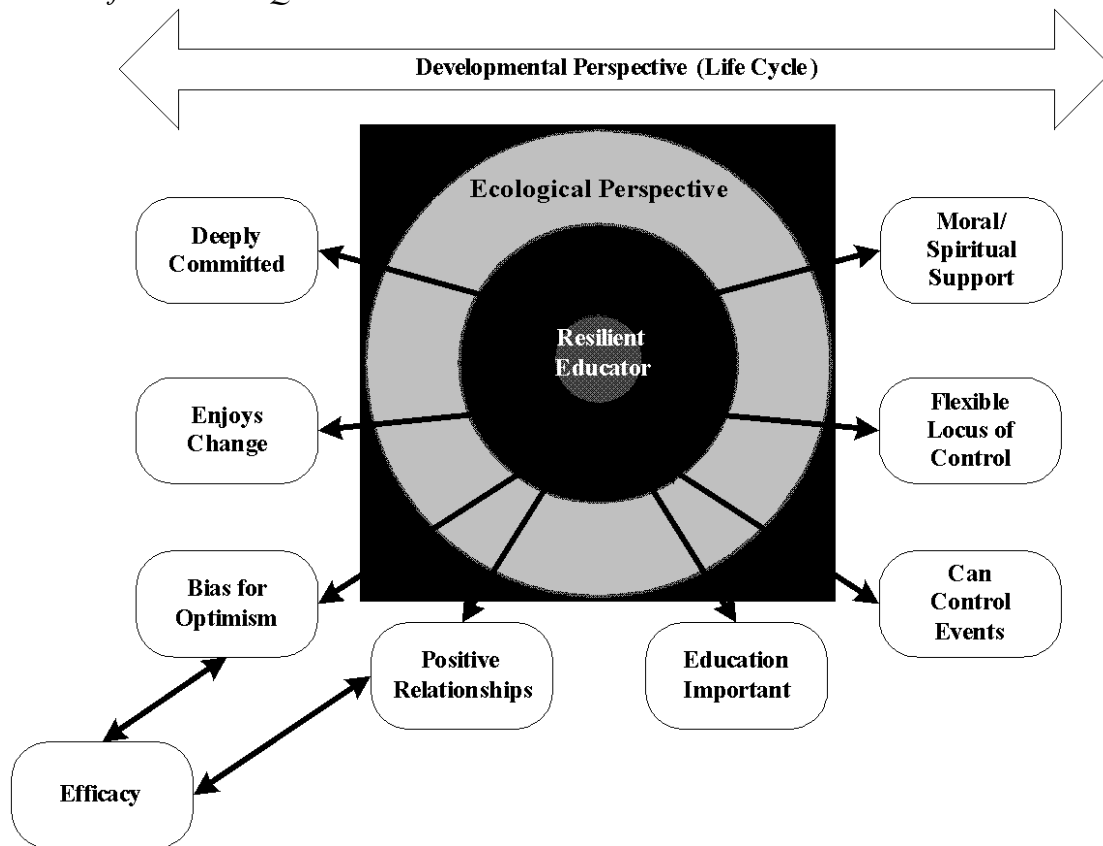 Developmental Perspective (Life Cycle)
Ecological Perspective
Deeply
Committed
Moral/
Spiritual
Support
Resilient
Educator
Enjoys
Change
Flexible
Locus of
Control
Bias for
Optimism
Can
Control
Events
Positive
Relationships
Education
Important
Efficacy